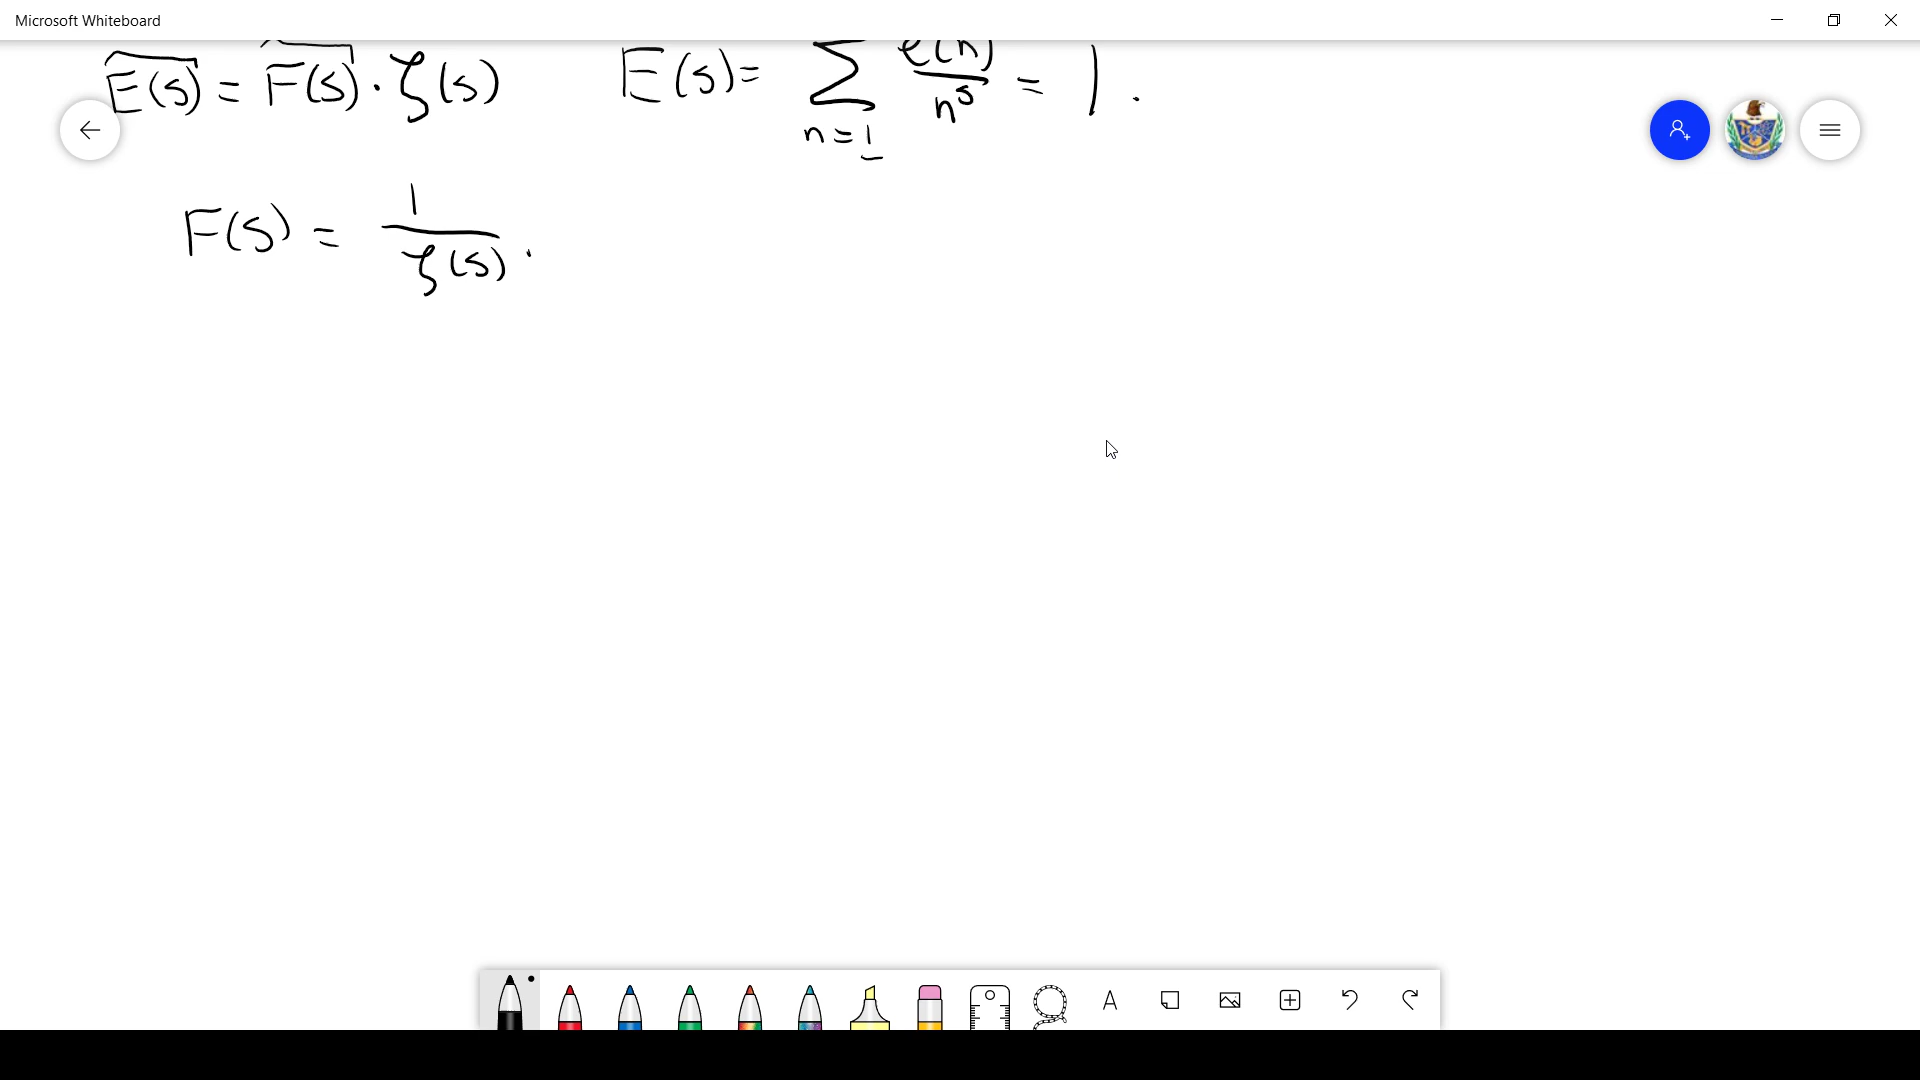 Microsoft Whiteboard
E(s) = F(s) · ζ(s)    E(s) = ∑ n=1 e(n)/n^s = 1 .
F(s) = 1/ζ(s) .
A